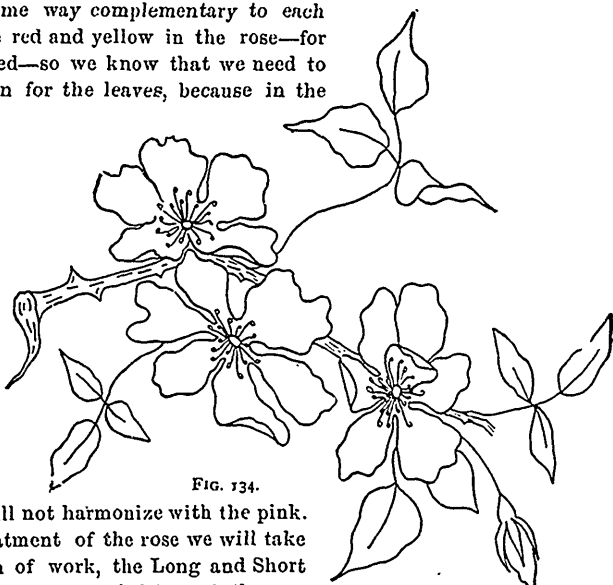 me way complementary to each
red and yellow in the rose—for
ed—so we know that we need to
n for the leaves, because in the
FIG. 134.
ll not harmonize with the pink.
atment of the rose we will take
of work, the Long and Short